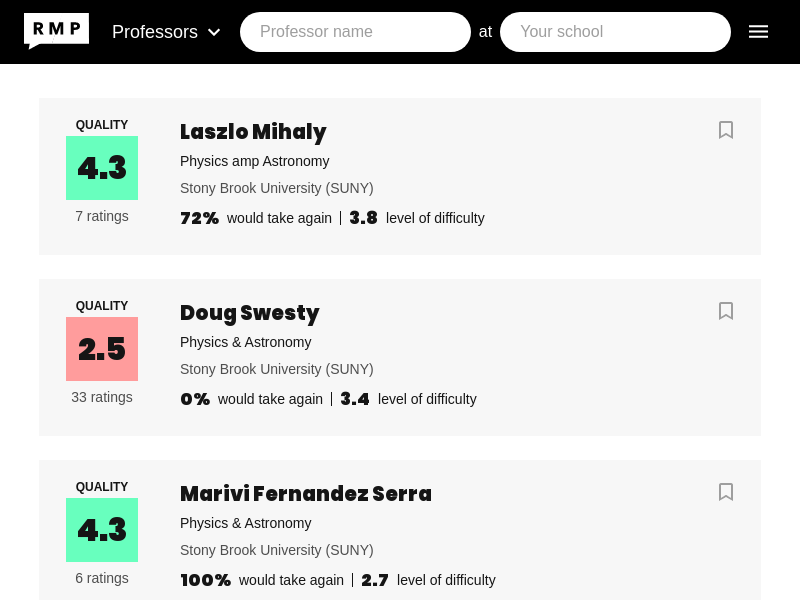 RMP
Professors
Professor name
at
Your school
QUALITY
4.3
7 ratings
Laszlo Mihaly
Physics amp Astronomy
Stony Brook University (SUNY)
72% would take again | 3.8 level of difficulty
QUALITY
2.5
33 ratings
Doug Swesty
Physics & Astronomy
Stony Brook University (SUNY)
0% would take again | 3.4 level of difficulty
QUALITY
4.3
6 ratings
Marivi Fernandez Serra
Physics & Astronomy
Stony Brook University (SUNY)
100% would take again | 2.7 level of difficulty